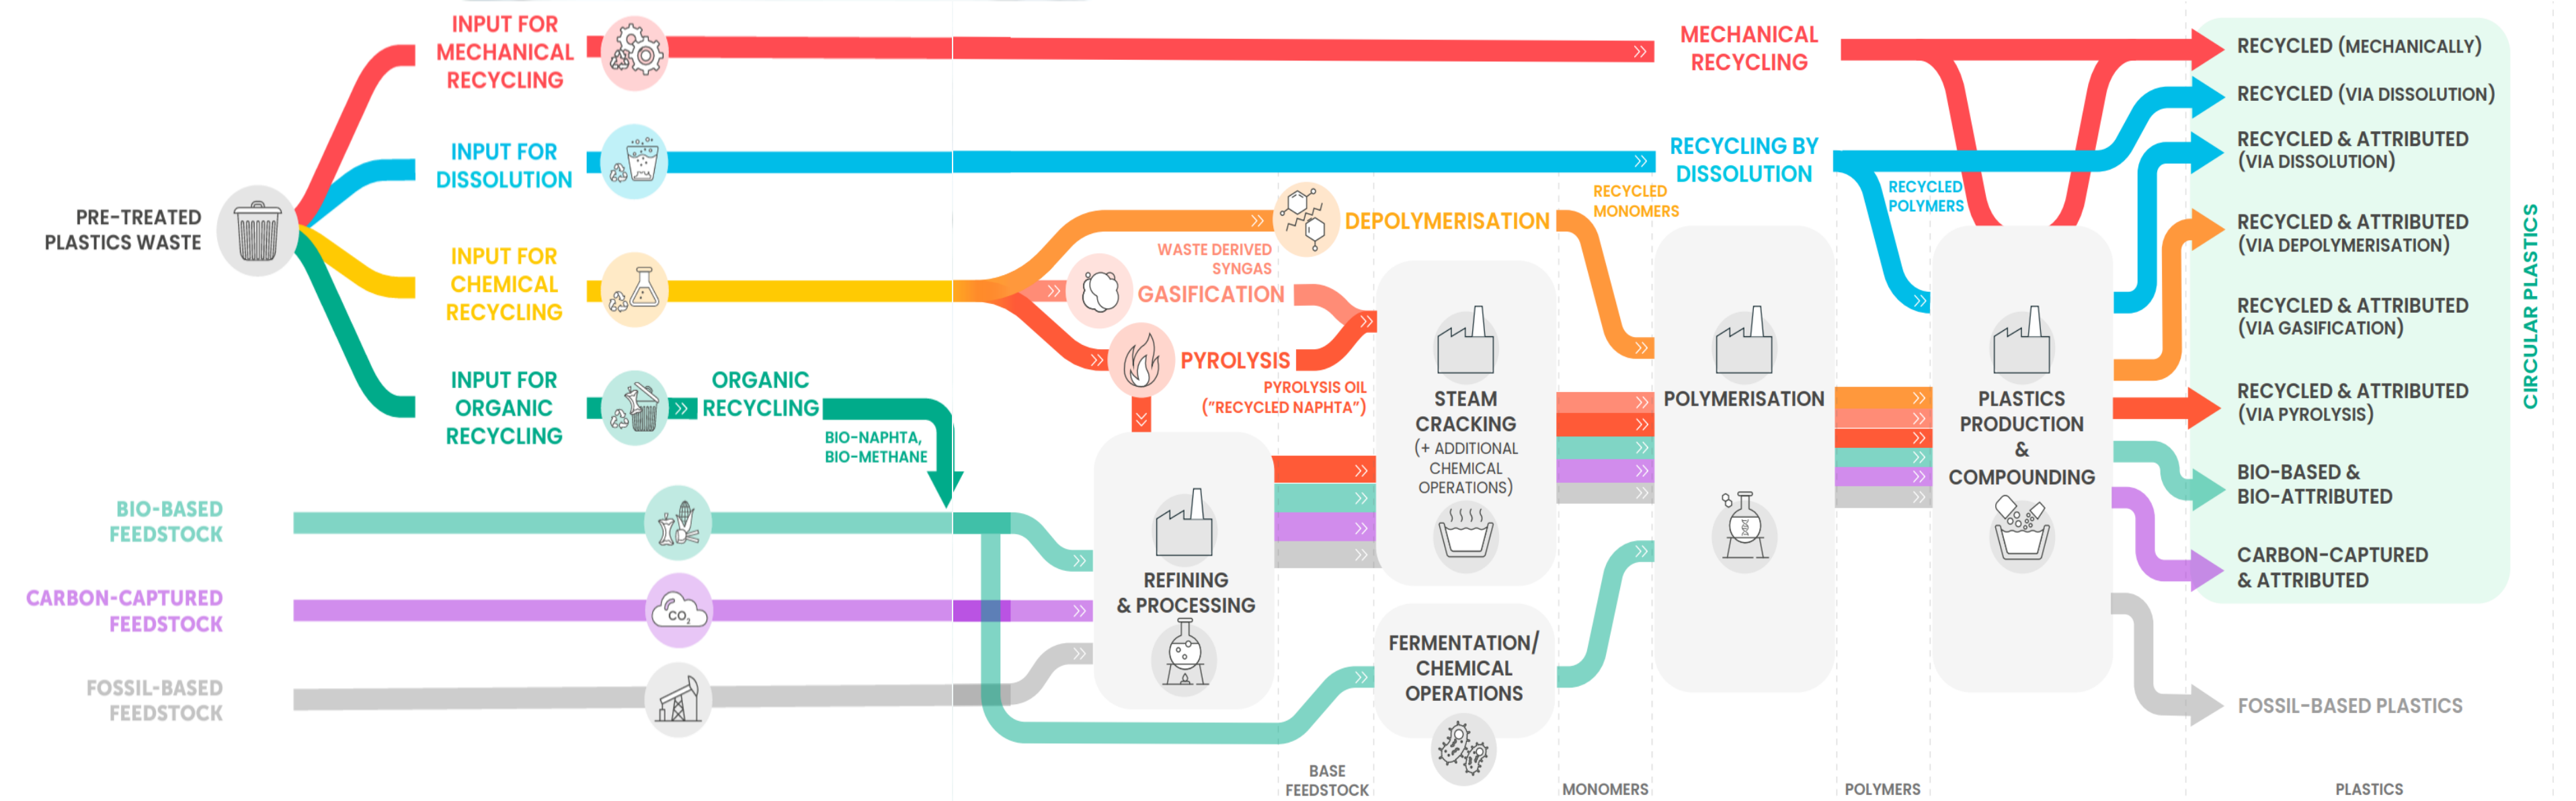 INPUT FOR
MECHANICAL
RECYCLING
MECHANICAL
RECYCLING
RECYCLED (MECHANICALLY)
RECYCLED (VIA DISSOLUTION)
INPUT FOR
DISSOLUTION
RECYCLING BY
DISSOLUTION
RECYCLED
POLYMERS
RECYCLED & ATTRIBUTED
(VIA DISSOLUTION)
PRE-TREATED
PLASTICS WASTE
INPUT FOR
CHEMICAL
RECYCLING
DEPOLYMERISATION
RECYCLED
MONOMERS
RECYCLED & ATTRIBUTED
(VIA DEPOLYMERISATION)
WASTE DERIVED
SYNGAS
GASIFICATION
RECYCLED & ATTRIBUTED
(VIA GASIFICATION)
PYROLYSIS
PYROLYSIS OIL
("RECYCLED NAPHTA")
RECYCLED & ATTRIBUTED
(VIA PYROLYSIS)
INPUT FOR
ORGANIC
RECYCLING
ORGANIC
RECYCLING
BIO-NAPHTA,
BIO-METHANE
STEAM
CRACKING
(+ ADDITIONAL
CHEMICAL
OPERATIONS)
POLYMERISATION
PLASTICS
PRODUCTION
&
COMPOUNDING
BIO-BASED &
BIO-ATTRIBUTED
CARBON-CAPTURED
& ATTRIBUTED
CIRCULAR PLASTICS
BIO-BASED
FEEDSTOCK
CARBON-CAPTURED
FEEDSTOCK
CO2
REFINING
& PROCESSING
FOSSIL-BASED
FEEDSTOCK
FERMENTATION/
CHEMICAL
OPERATIONS
FOSSIL-BASED PLASTICS
BASE
FEEDSTOCK
MONOMERS
POLYMERS
PLASTICS